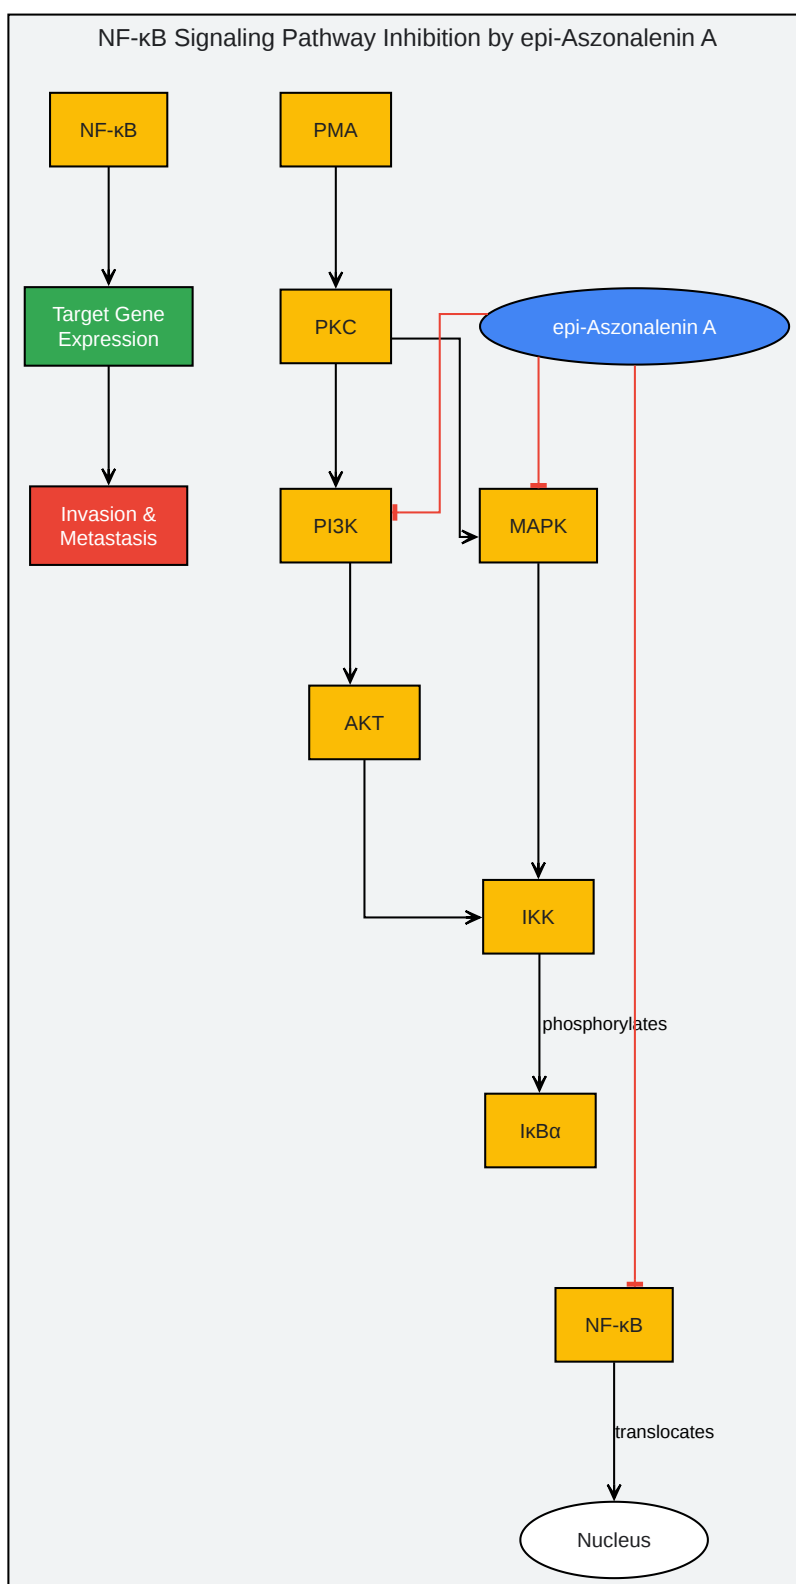 NF-κB Signaling Pathway Inhibition by epi-Aszonalenin A
NF-κB
PMA
Target Gene
Expression
PKC
epi-Aszonalenin A
Invasion &
Metastasis
PI3K
MAPK
AKT
IKK
phosphorylates
IκBα
NF-κB
translocates
Nucleus